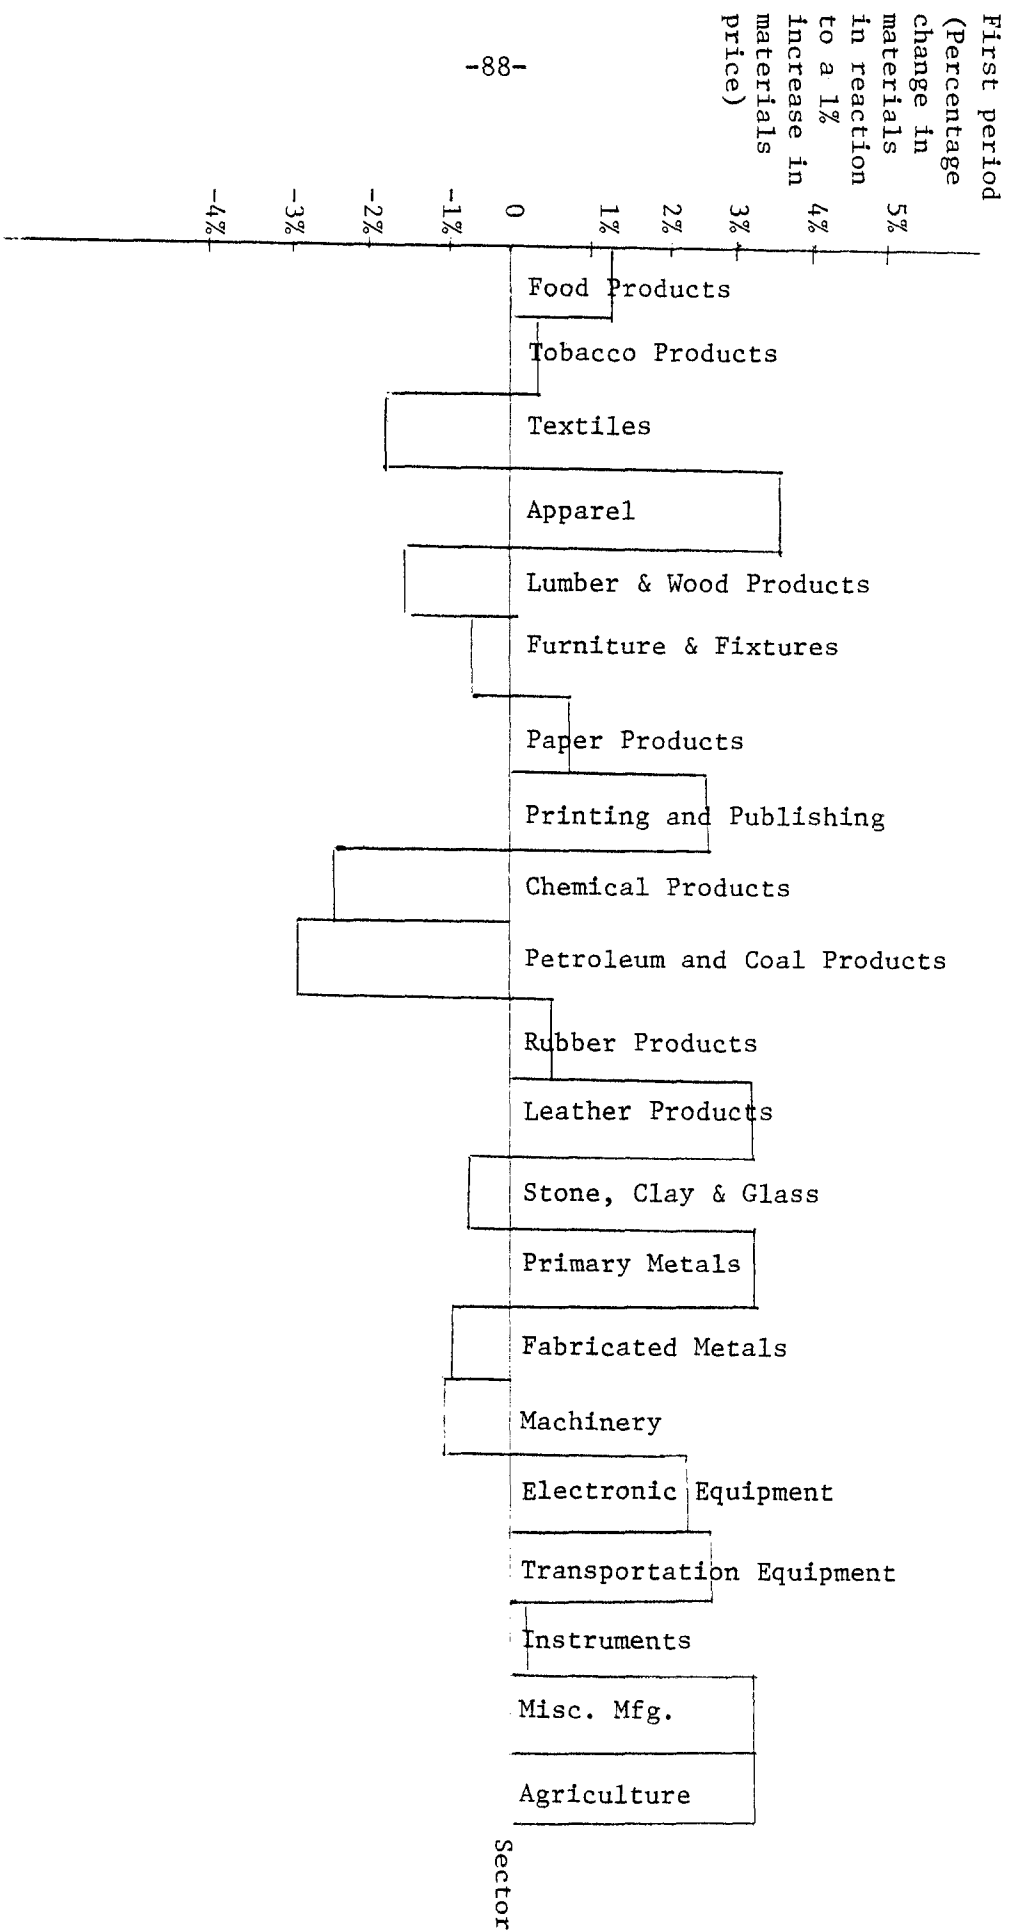 First period
(Percentage
change in
materials
in reaction
to a 1%
increase in
materials
price)
-88-
5%
4%
3%
2%
1%
0
-1%
-2%
-3%
-4%
Food Products
Tobacco Products
Textiles
Apparel
Lumber & Wood Products
Furniture & Fixtures
Paper Products
Printing and Publishing
Chemical Products
Petroleum and Coal Products
Rubber Products
Leather Products
Stone, Clay & Glass
Primary Metals
Fabricated Metals
Machinery
Electronic Equipment
Transportation Equipment
Instruments
Misc. Mfg.
Agriculture
Sector